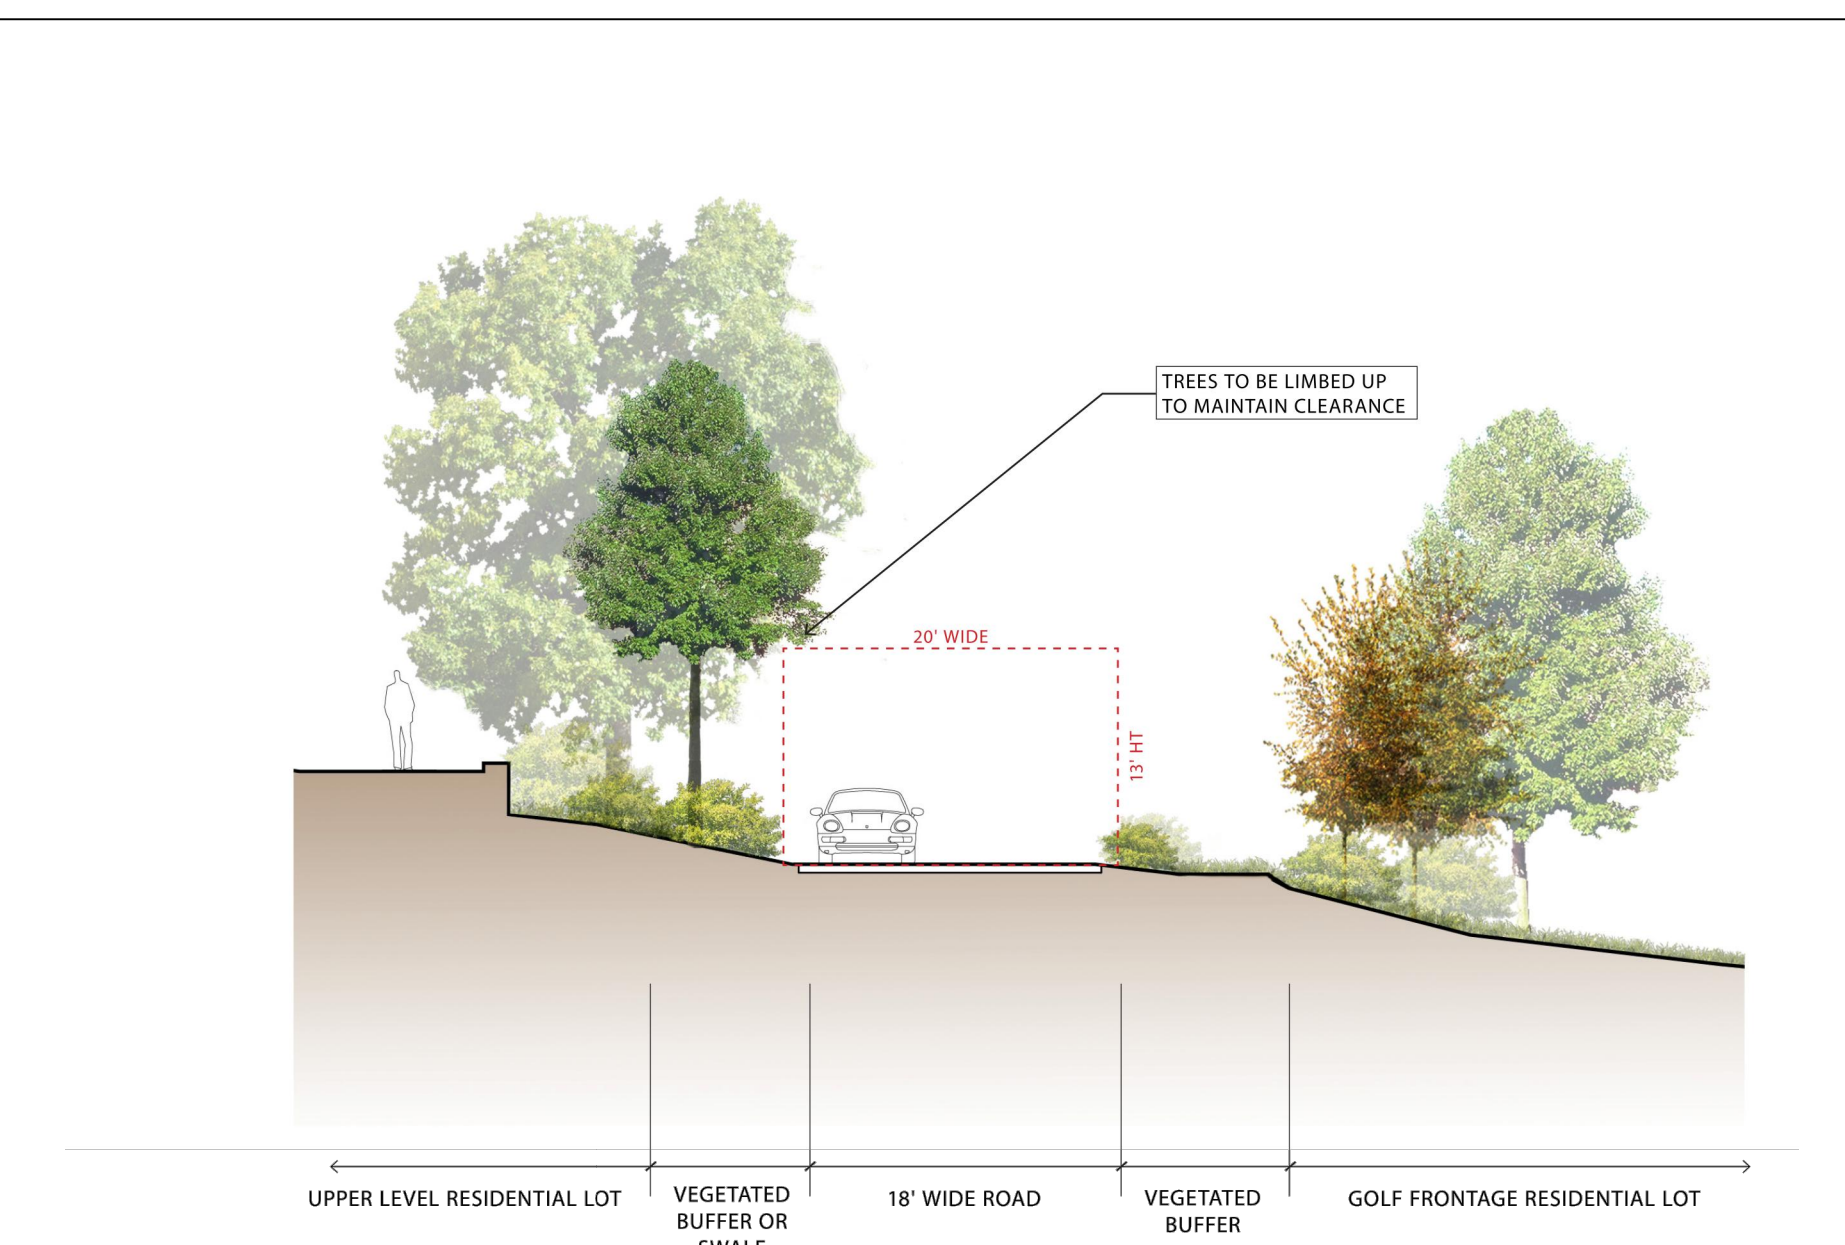 TREES TO BE LIMBED UP
TO MAINTAIN CLEARANCE
20' WIDE
13' HT
UPPER LEVEL RESIDENTIAL LOT
VEGETATED
BUFFER OR
SWALE
18' WIDE ROAD
VEGETATED
BUFFER
GOLF FRONTAGE RESIDENTIAL LOT